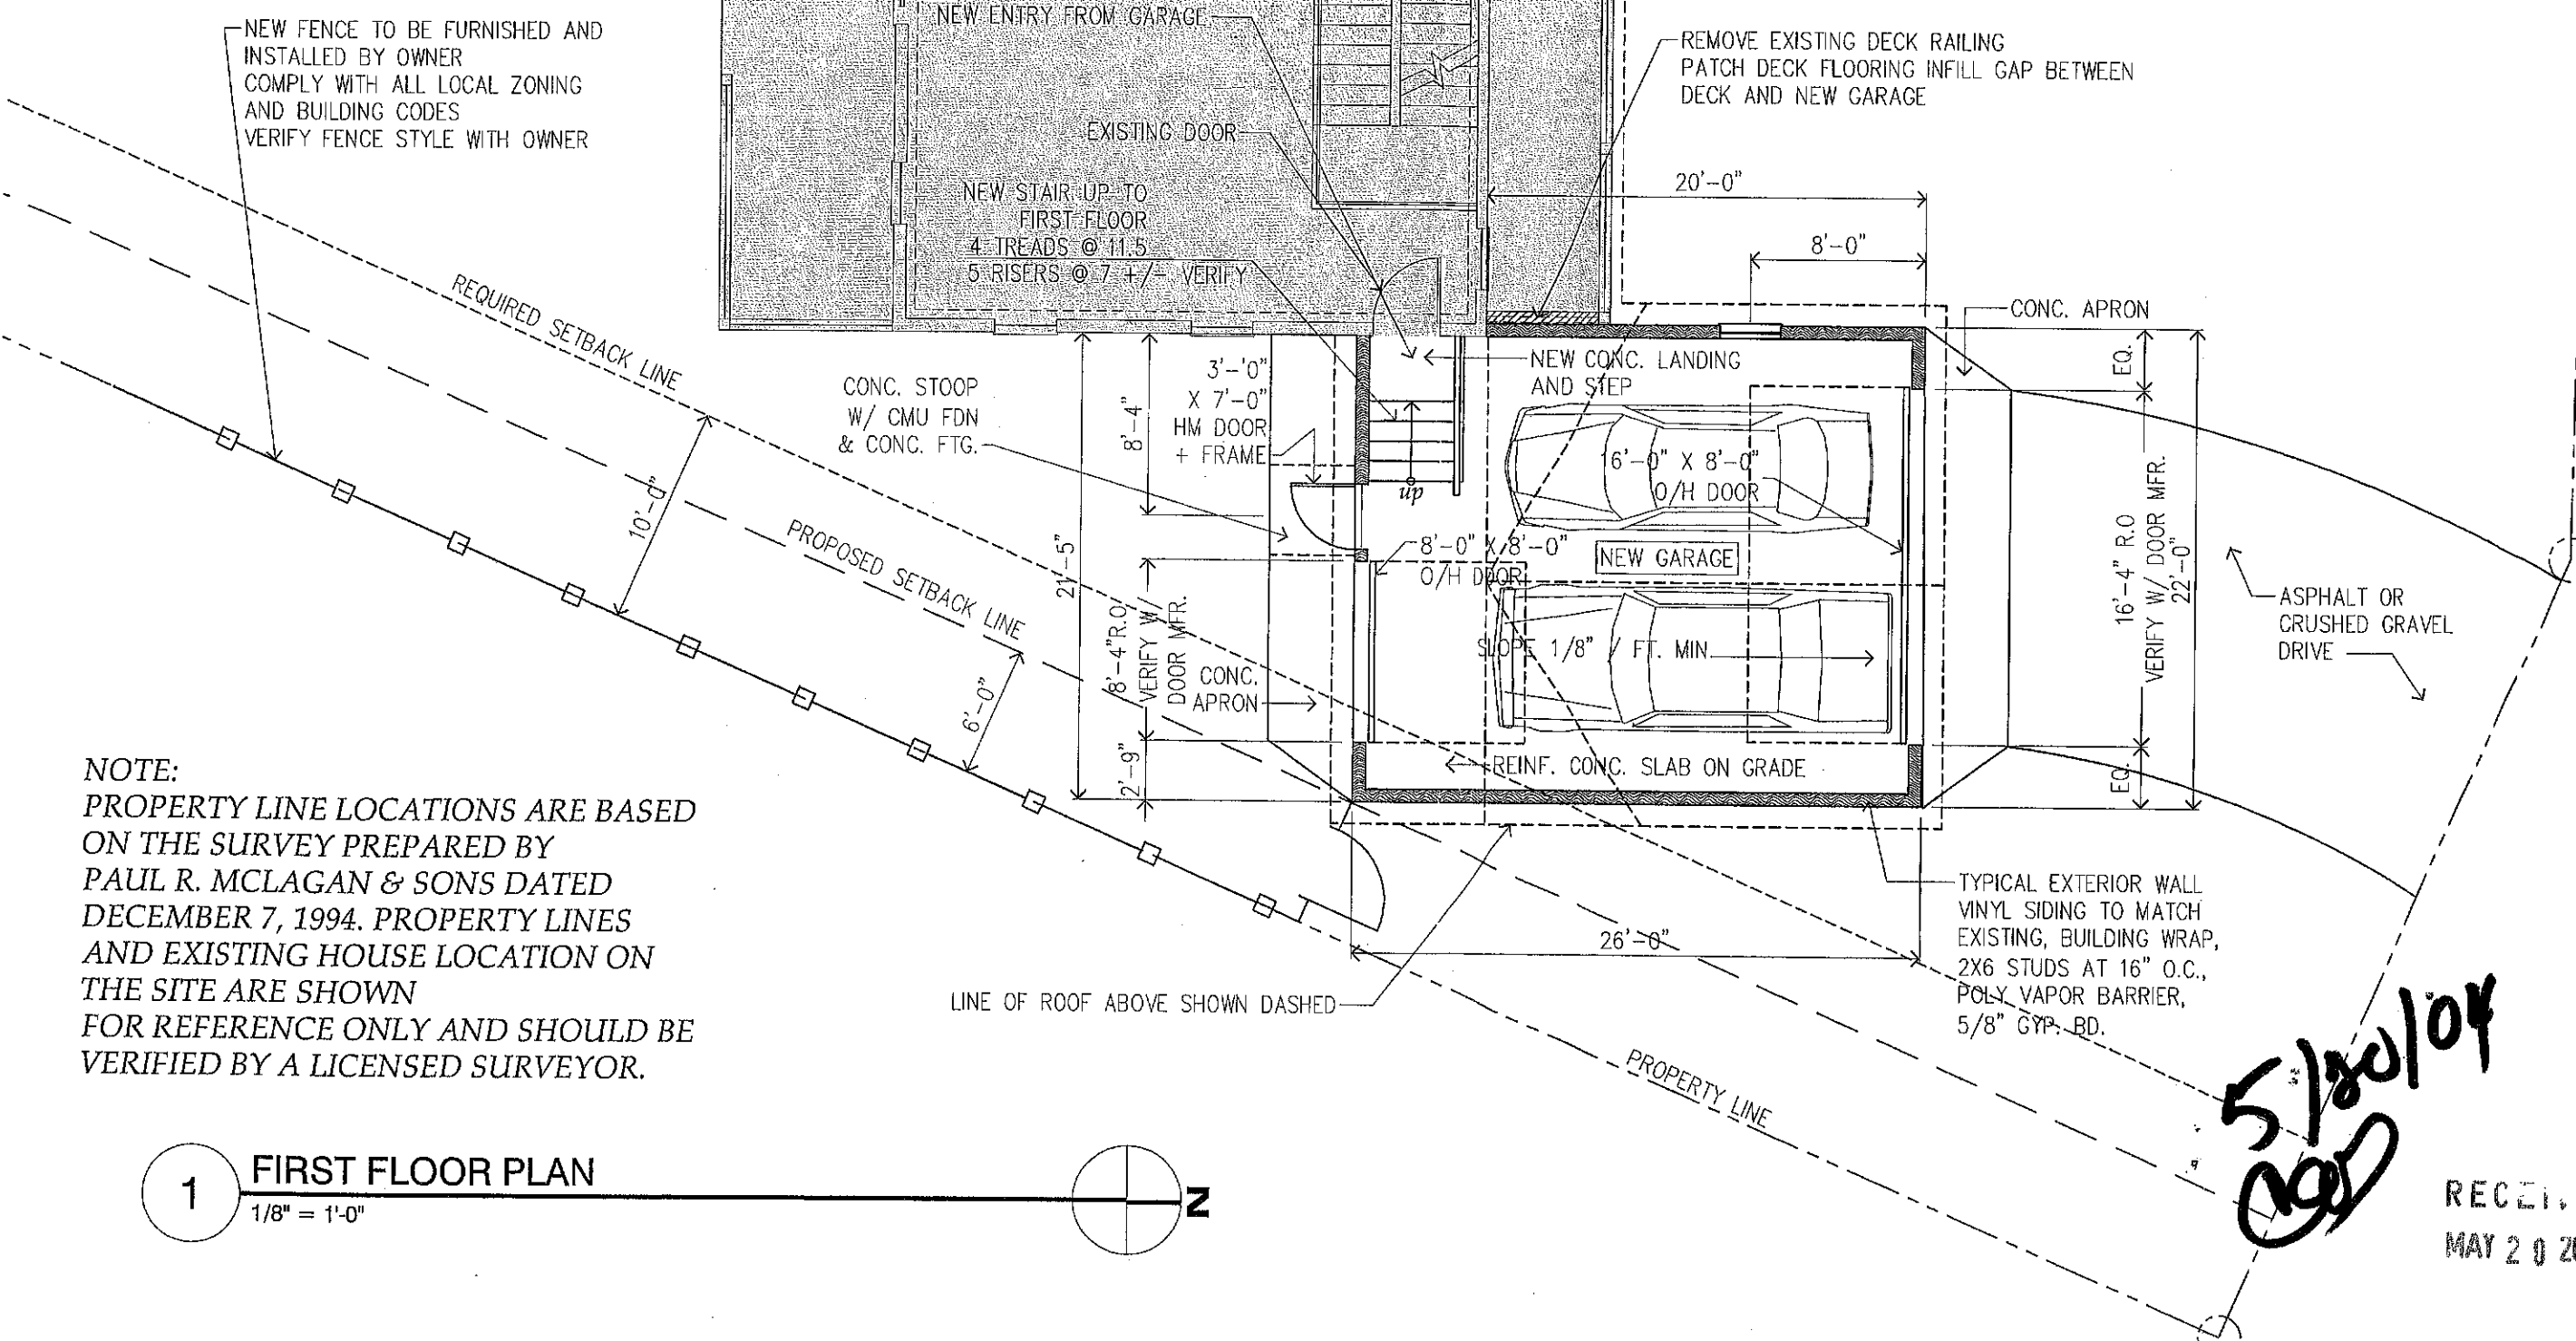 NEW FENCE TO BE FURNISHED AND
INSTALLED BY OWNER
COMPLY WITH ALL LOCAL ZONING
AND BUILDING CODES
VERIFY FENCE STYLE WITH OWNER
NEW ENTRY FROM GARAGE
EXISTING DOOR
NEW STAIR UP TO
FIRST FLOOR
4 TREADS @ 11.5
5 RISERS @ 7 +/- VERIFY
REMOVE EXISTING DECK RAILING
PATCH DECK FLOORING INFILL GAP BETWEEN
DECK AND NEW GARAGE
20'-0"
8'-0"
CONC. APRON
REQUIRED SETBACK LINE
PROPOSED SETBACK LINE
10'-0"
6'-0"
CONC. STOOP
W/ CMU FDN
& CONC. FTG.
3'-'0"
X 7'-0"
HM DOOR
+ FRAME
8'-4"
21'-5"
8'-4"R.O
VERIFY W/
DOOR MFR.
2'-9"
CONC.
APRON
NEW CONC. LANDING
AND STEP
up
6'-0" X 8'-0"
O/H DOOR
8'-0" X 8'-0"
O/H DOOR
NEW GARAGE
SLOPE 1/8" / FT. MIN.
REINF. CONC. SLAB ON GRADE
EQ.
16'-4" R.O
VERIFY W/ DOOR MFR.
22'-0"
EQ.
ASPHALT OR
CRUSHED GRAVEL
DRIVE
26'-0"
LINE OF ROOF ABOVE SHOWN DASHED
TYPICAL EXTERIOR WALL
VINYL SIDING TO MATCH
EXISTING, BUILDING WRAP,
2X6 STUDS AT 16" O.C.,
POLY VAPOR BARRIER,
5/8" GYP. BD.
PROPERTY LINE
NOTE:
PROPERTY LINE LOCATIONS ARE BASED
ON THE SURVEY PREPARED BY
PAUL R. MCLAGAN & SONS DATED
DECEMBER 7, 1994. PROPERTY LINES
AND EXISTING HOUSE LOCATION ON
THE SITE ARE SHOWN
FOR REFERENCE ONLY AND SHOULD BE
VERIFIED BY A LICENSED SURVEYOR.
1
FIRST FLOOR PLAN
1/8" = 1'-0"
N
MAY 20